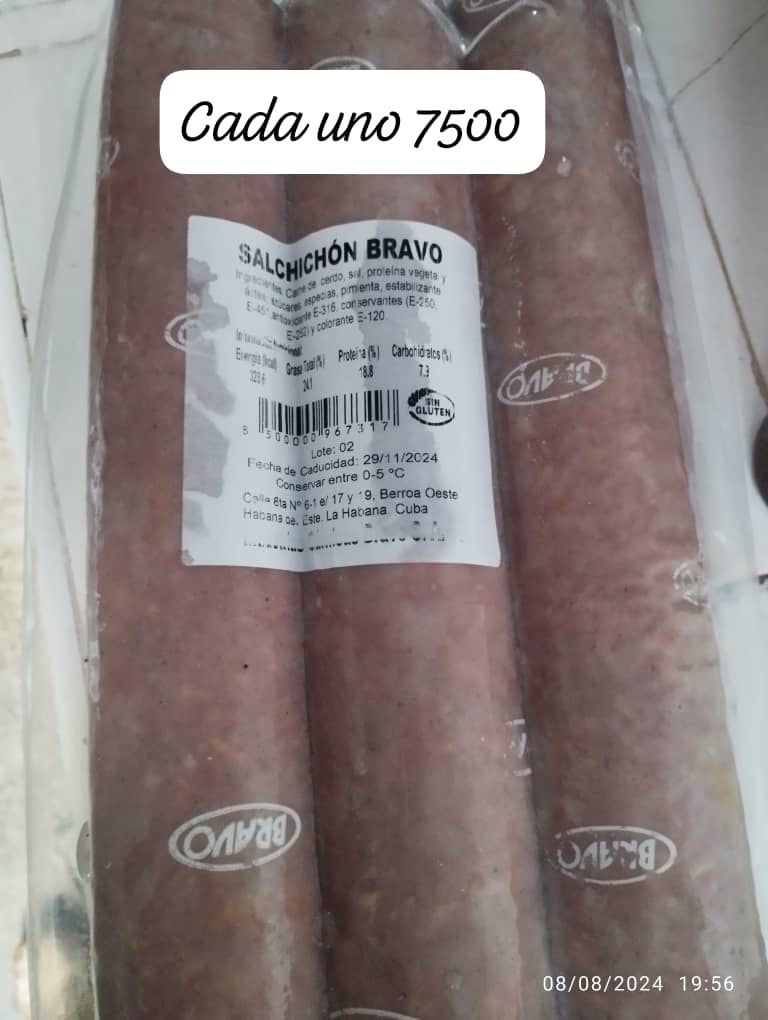 Cada uno 7500
SALCHICHÓN BRAVO
Ingredientes: Carne de cerdo, sal, proteína vegetal y
azúcares, especias, pimienta, estabilizante
E-451, antioxidante E-316, conservantes (E-250,
E-252) y colorante E-120.
Energía (kcal) Grasa Total (%) Proteína (%) Carbohidratos (%)
323.6 24.1 18.8 7.3
SIN
GLUTEN
8 500000 967317
Lote: 02
Fecha de Caducidad: 29/11/2024
Conservar entre 0-5 °C
Calle 6ta Nº 6-1 e/ 17 y 19, Berroa Oeste
Habana del Este. La Habana. Cuba
BRAVO
BRAVO
BRAVO
08/08/2024 19:56